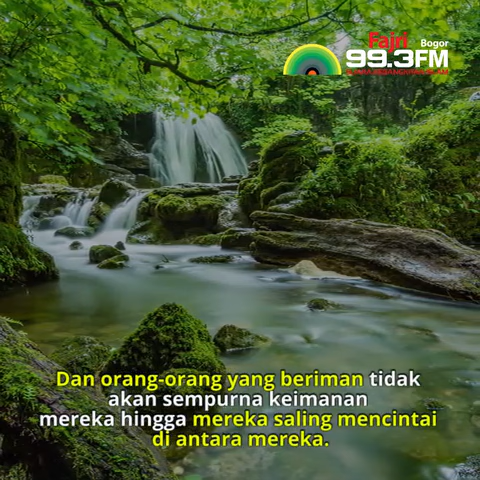 Fajri Bogor
99.3FM
Dan orang-orang yang beriman tidak
akan sempurna keimanan
mereka hingga mereka saling mencintai
di antara mereka.